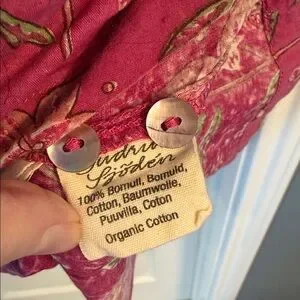 Gudrun
Sjödén
100% Bomull, Bomuld,
Cotton, Baumwolle,
Puuvilla, Coton
Organic Cotton